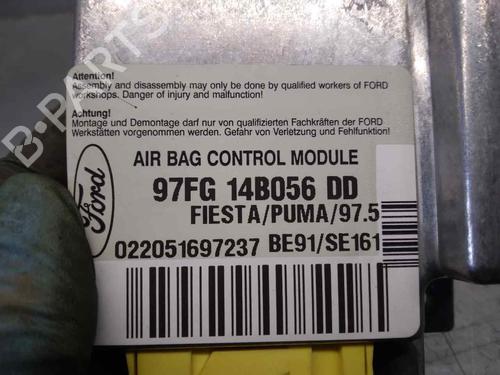 Attention!
Assembly and disassembly may only be done by qualified workers of FORD
workshops. Danger of injury and malfunction!
Achtung!
Montage und Demontage darf nur von qualifizierten Fachkräften der FORD
Werkstätten vorgenommen werden. Gefahr von Verletzung und Fehlfunktion!
Ford
AIR BAG CONTROL MODULE
97FG 14B056 DD
FIESTA/PUMA/97.5
022051697237 BE91/SE161
B-PARTS